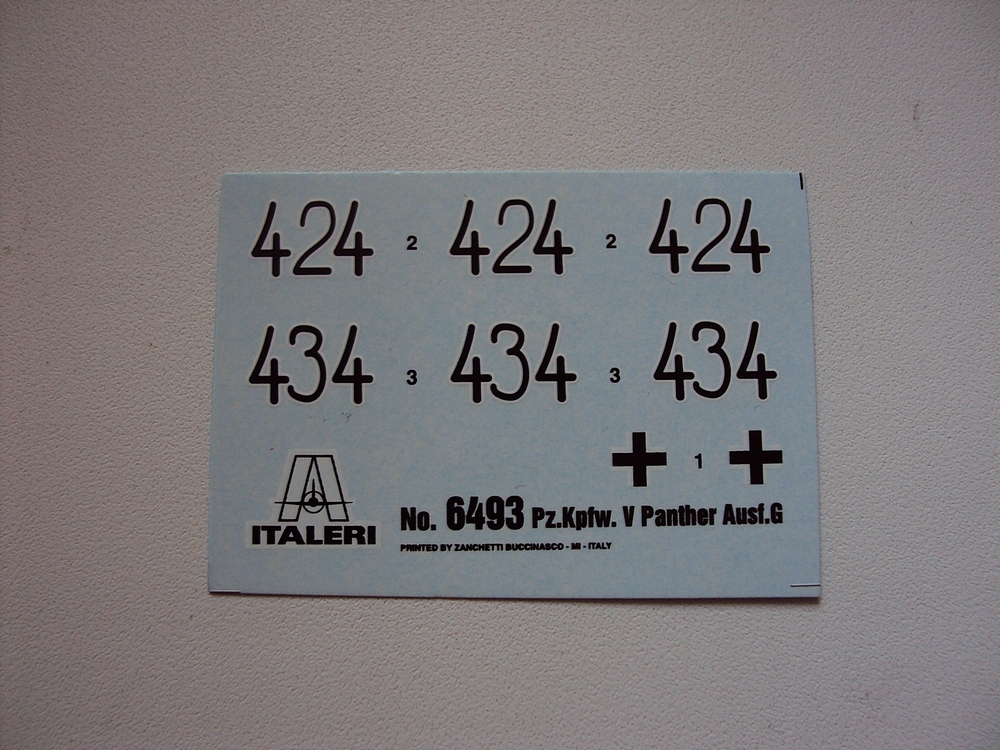 424 2 424 2 424
434 3 434 3 434
1
ITALERI
No. 6493 Pz.Kpfw. V Panther Ausf.G
PRINTED BY ZANCHETTI BUCCINASCO - MI - ITALY